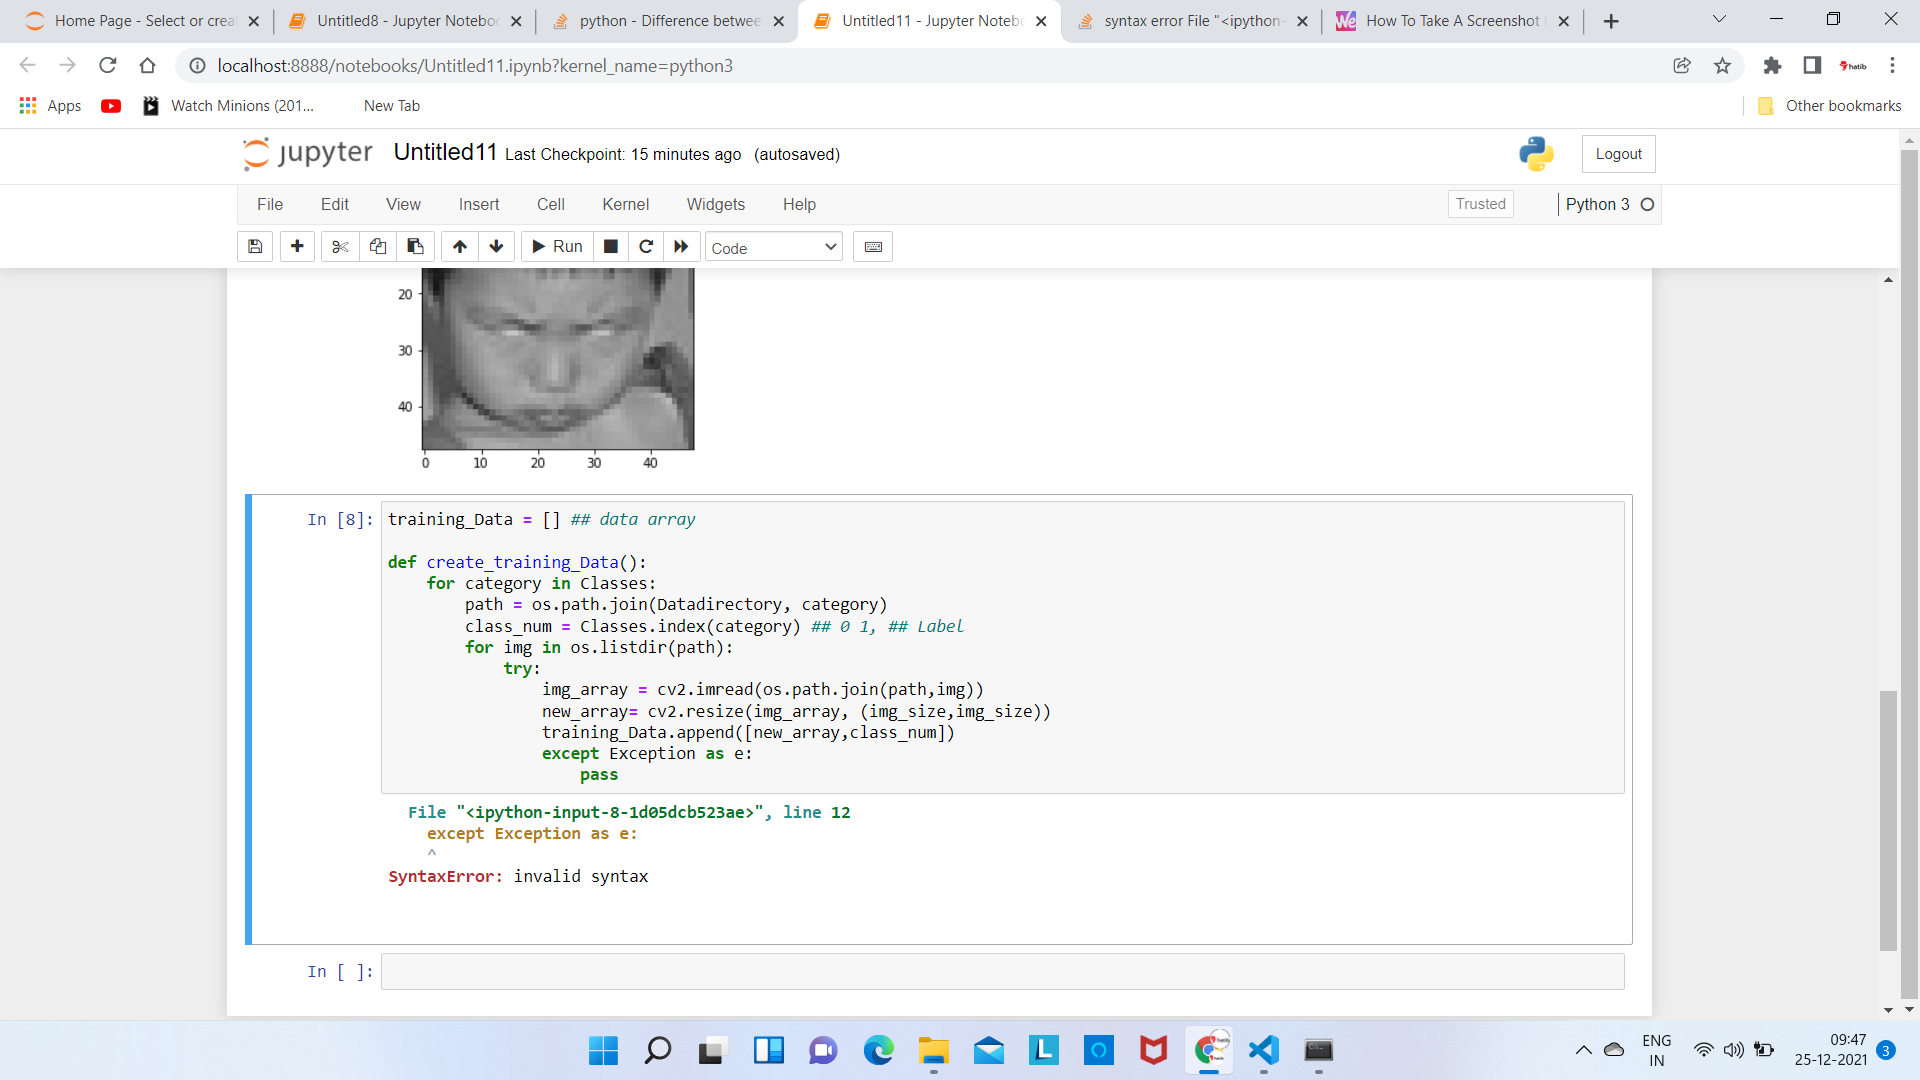 Home Page - Select or crea
Untitled8 - Jupyter Notebo
python - Difference betwee
Untitled11 - Jupyter Notebo
syntax error File "<ipython-
How To Take A Screenshot
localhost:8888/notebooks/Untitled11.ipynb?kernel_name=python3
Apps
Watch Minions (201...
New Tab
Other bookmarks
jupyter Untitled11 Last Checkpoint: 15 minutes ago (autosaved)
Logout
File Edit View Insert Cell Kernel Widgets Help
Trusted
Python 3
Run
Code
20
30
40
0 10 20 30 40
In [8]: training_Data = [] ## data array
def create_training_Data():
    for category in Classes:
        path = os.path.join(Datadirectory, category)
        class_num = Classes.index(category) ## 0 1, ## Label
        for img in os.listdir(path):
            try:
                img_array = cv2.imread(os.path.join(path,img))
                new_array= cv2.resize(img_array, (img_size,img_size))
                training_Data.append([new_array,class_num])
                except Exception as e:
                    pass
File "<ipython-input-8-1d05dcb523ae>", line 12
    except Exception as e:
    ^
SyntaxError: invalid syntax
In [ ]:
ENG
IN
09:47
25-12-2021
3